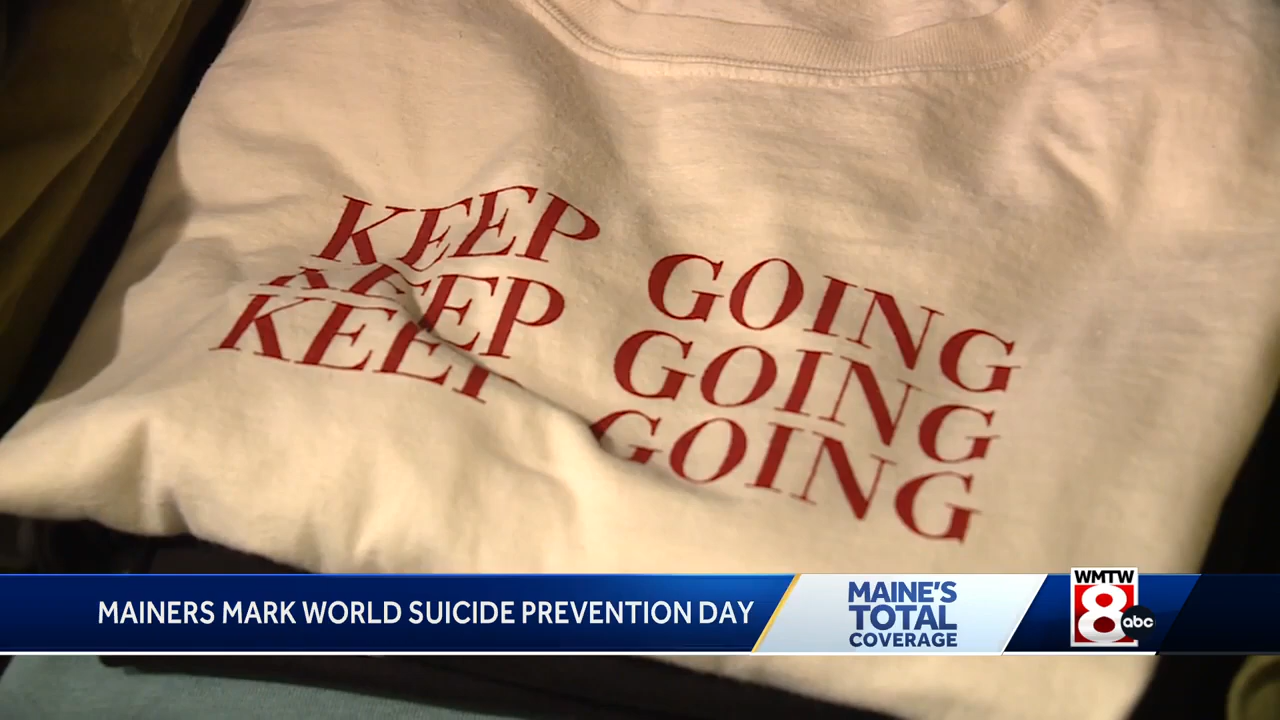 KEEP GOING
KEEP GOING
KEEP GOING
MAINERS MARK WORLD SUICIDE PREVENTION DAY
MAINE'S
TOTAL
COVERAGE
WMTW
8
abc